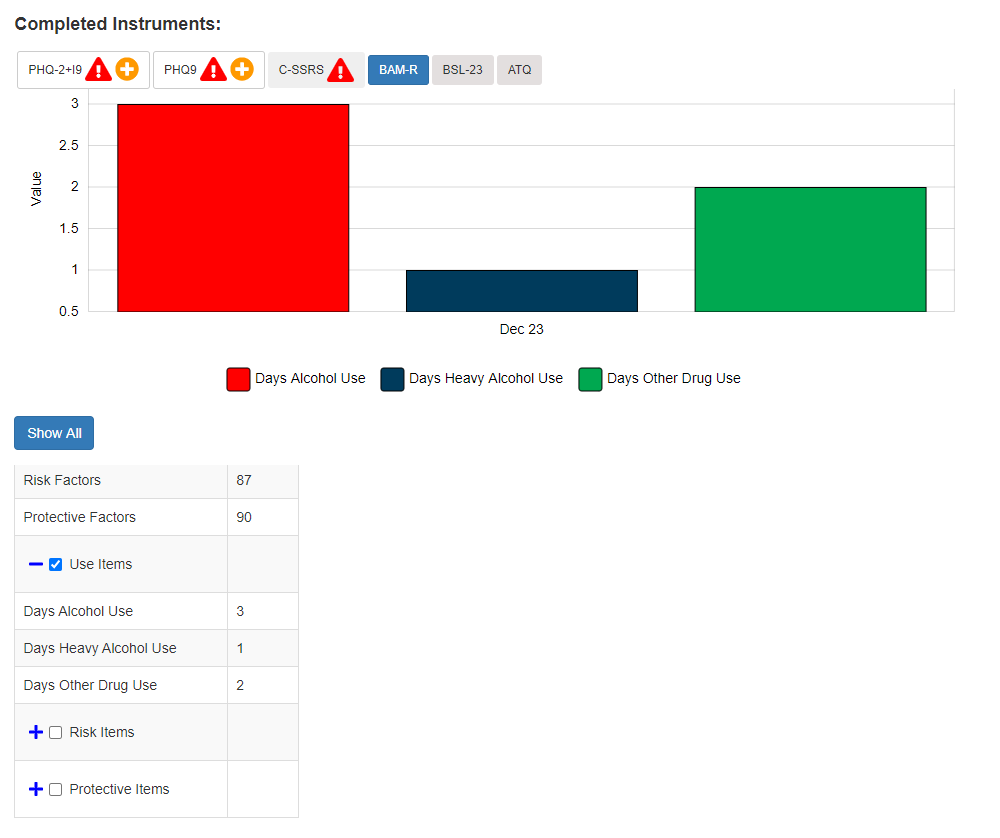 Completed Instruments:
PHQ-2+I9 PHQ9 C-SSRS BAM-R BSL-23 ATQ
3
2.5
2
1.5
1
0.5
Value
Dec 23
Days Alcohol Use Days Heavy Alcohol Use Days Other Drug Use
Show All
Risk Factors 87
Protective Factors 90
Use Items
Days Alcohol Use 3
Days Heavy Alcohol Use 1
Days Other Drug Use 2
Risk Items
Protective Items